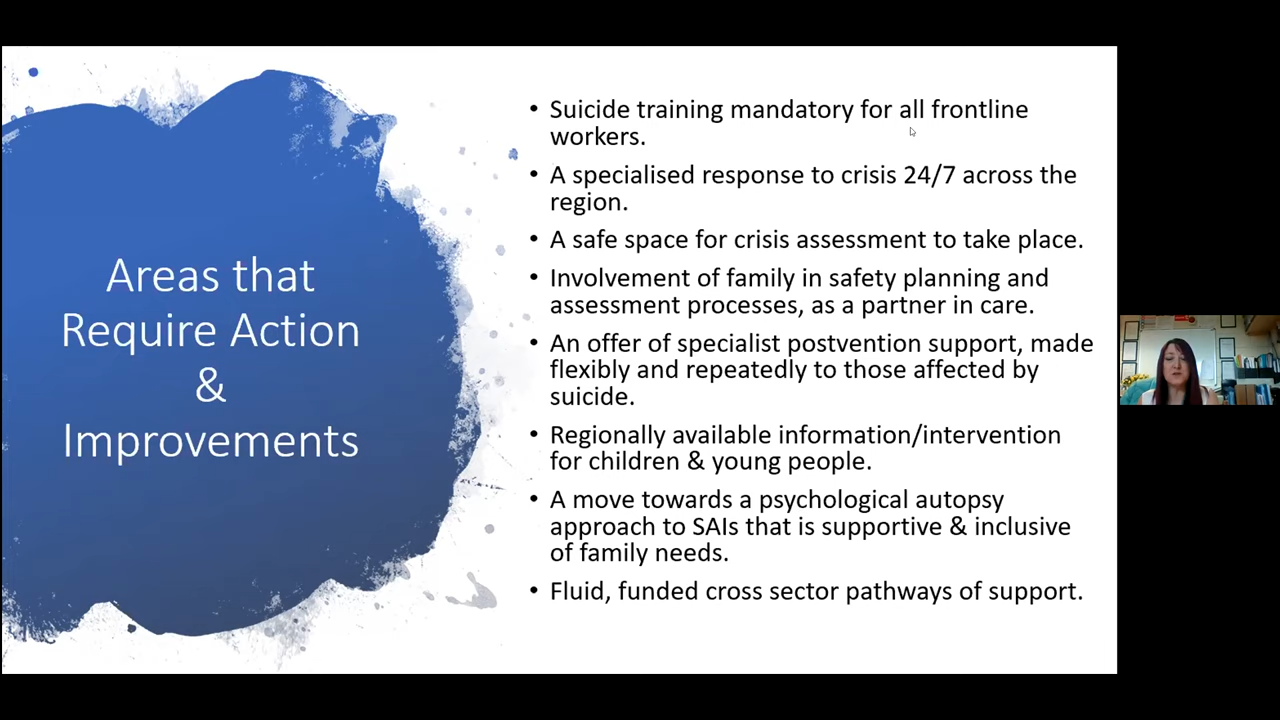 Areas that
Require Action
&
Improvements
• Suicide training mandatory for all frontline
workers.
• A specialised response to crisis 24/7 across the
region.
• A safe space for crisis assessment to take place.
• Involvement of family in safety planning and
assessment processes, as a partner in care.
• An offer of specialist postvention support, made
flexibly and repeatedly to those affected by
suicide.
• Regionally available information/intervention
for children & young people.
• A move towards a psychological autopsy
approach to SAIs that is supportive & inclusive
of family needs.
• Fluid, funded cross sector pathways of support.